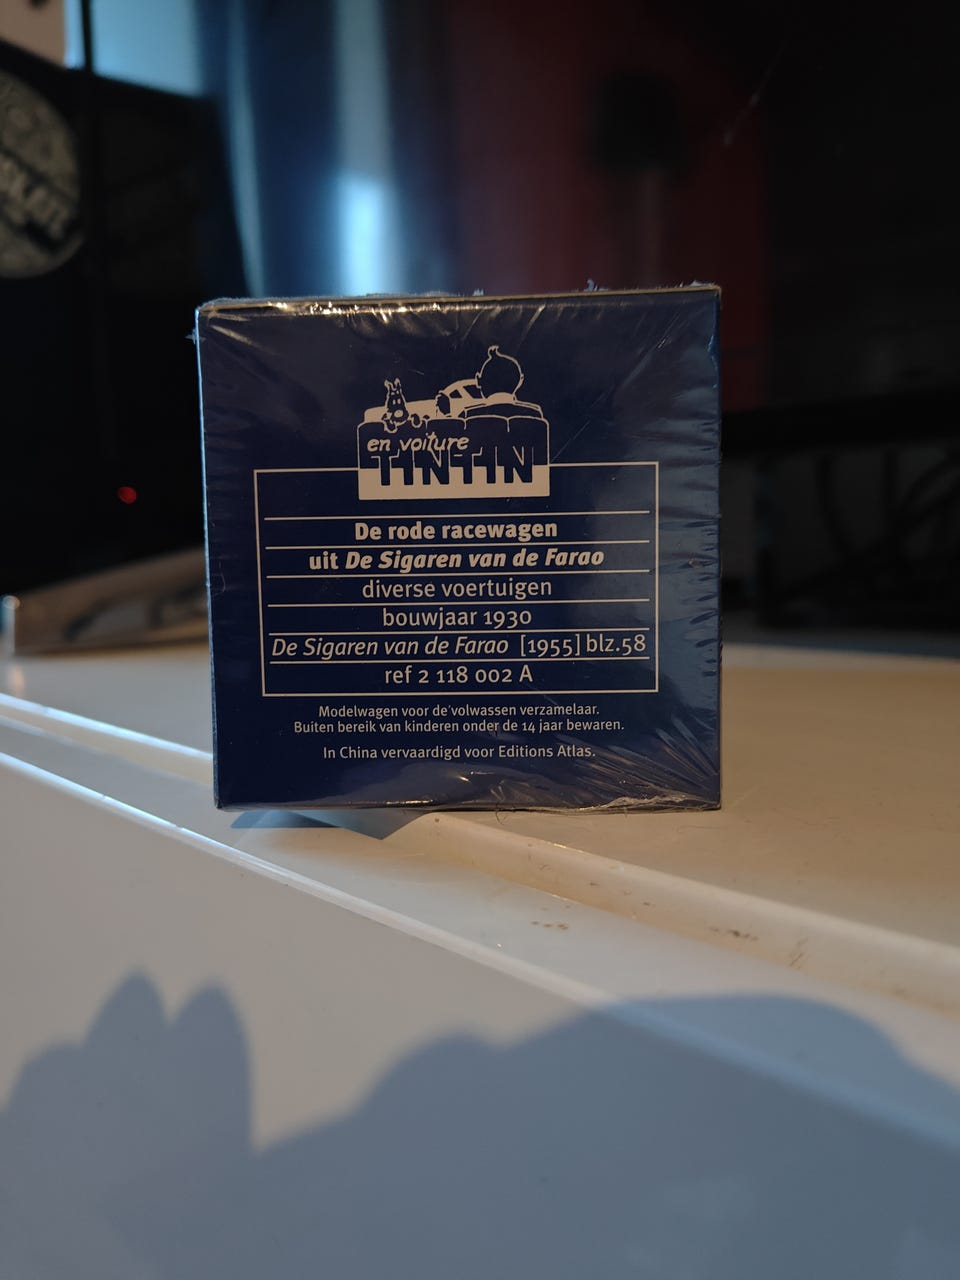 en voiture
TINTIN
De rode racewagen
uit De Sigaren van de Farao
diverse voertuigen
bouwjaar 1930
De Sigaren van de Farao [1955] blz.58
ref 2 118 002 A
Modelwagen voor de volwassen verzamelaar.
Buiten bereik van kinderen onder de 14 jaar bewaren.
In China vervaardigd voor Editions Atlas.